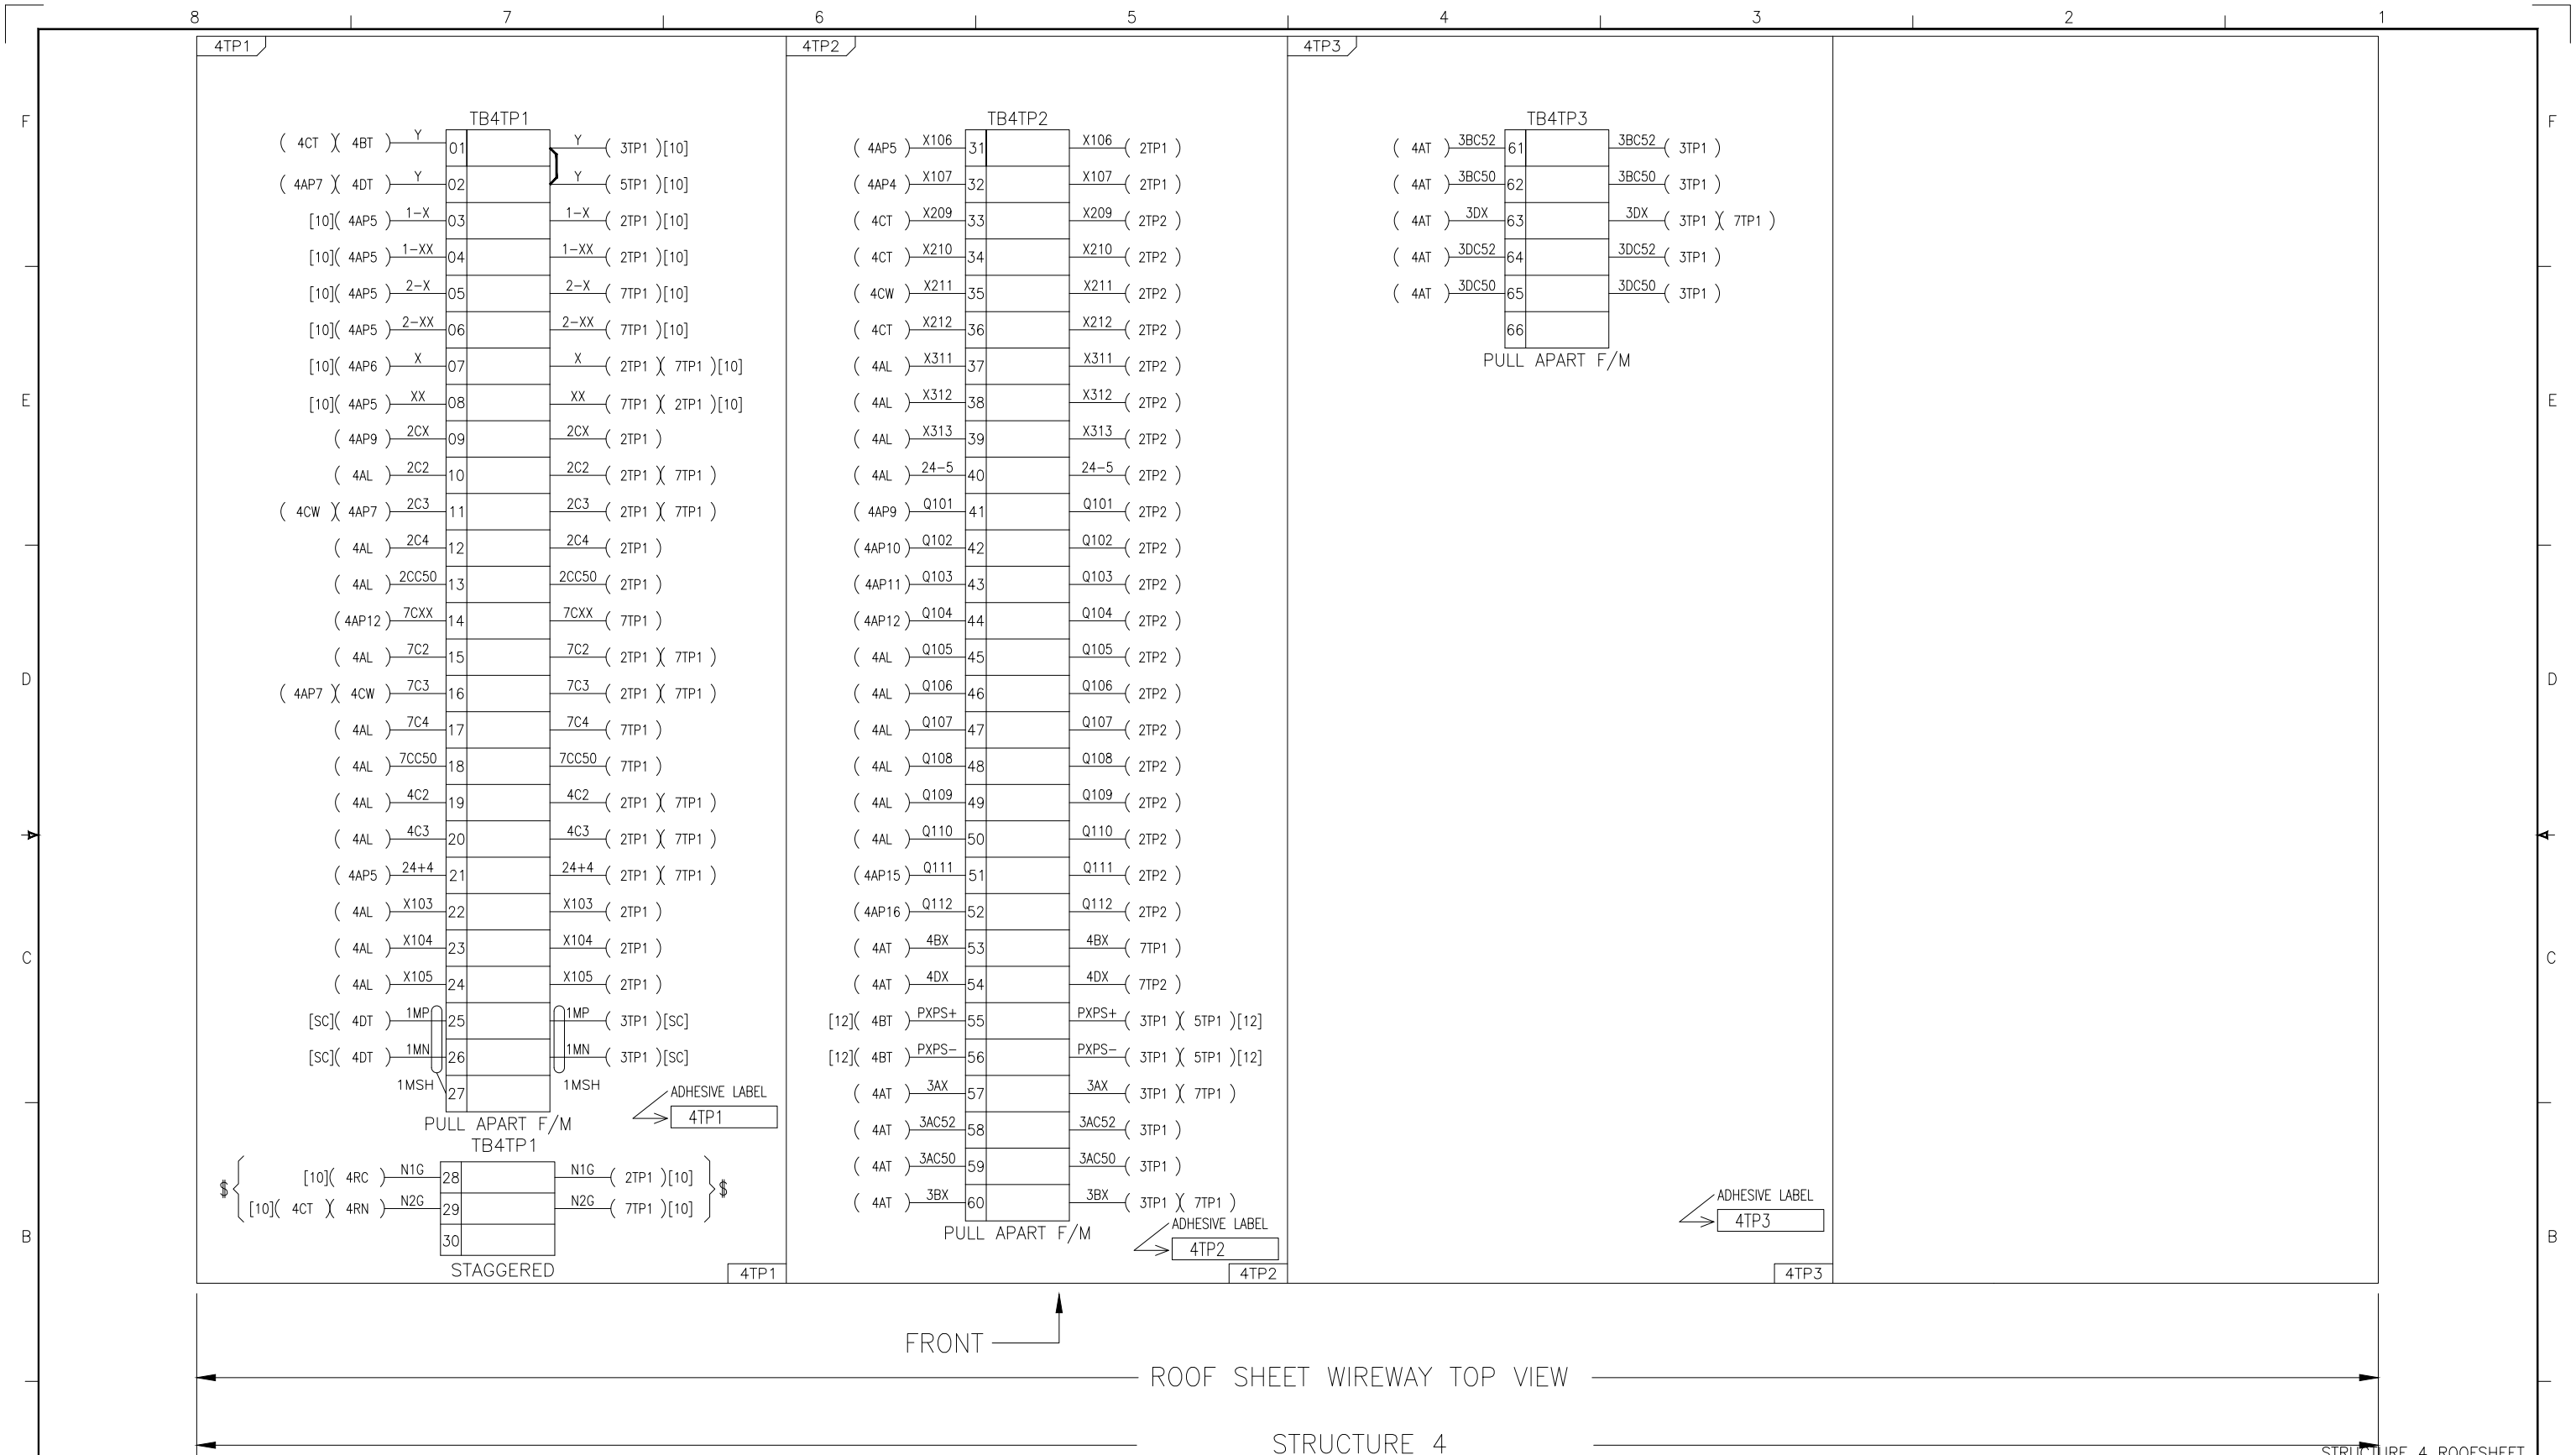 8 7 6 5 4 3 2 1
4TP1 4TP2 4TP3
F F
E E
D D
C C
B B
TB4TP1
( 4CT )( 4BT ) Y 01 Y ( 3TP1 )[10]
( 4AP7 )( 4DT ) Y 02 Y ( 5TP1 )[10]
[10]( 4AP5 ) 1-X 03 1-X ( 2TP1 )[10]
[10]( 4AP5 ) 1-XX 04 1-XX ( 2TP1 )[10]
[10]( 4AP5 ) 2-X 05 2-X ( 7TP1 )[10]
[10]( 4AP5 ) 2-XX 06 2-XX ( 7TP1 )[10]
[10]( 4AP6 ) X 07 X ( 2TP1 )( 7TP1 )[10]
[10]( 4AP5 ) XX 08 XX ( 7TP1 )( 2TP1 )[10]
( 4AP9 ) 2CX 09 2CX ( 2TP1 )
( 4AL ) 2C2 10 2C2 ( 2TP1 )( 7TP1 )
( 4CW )( 4AP7 ) 2C3 11 2C3 ( 2TP1 )( 7TP1 )
( 4AL ) 2C4 12 2C4 ( 2TP1 )
( 4AL ) 2CC50 13 2CC50 ( 2TP1 )
( 4AP12 ) 7CXX 14 7CXX ( 7TP1 )
( 4AL ) 7C2 15 7C2 ( 2TP1 )( 7TP1 )
( 4AP7 )( 4CW ) 7C3 16 7C3 ( 2TP1 )( 7TP1 )
( 4AL ) 7C4 17 7C4 ( 7TP1 )
( 4AL ) 7CC50 18 7CC50 ( 7TP1 )
( 4AL ) 4C2 19 4C2 ( 2TP1 )( 7TP1 )
( 4AL ) 4C3 20 4C3 ( 2TP1 )( 7TP1 )
( 4AP5 ) 24+4 21 24+4 ( 2TP1 )( 7TP1 )
( 4AL ) X103 22 X103 ( 2TP1 )
( 4AL ) X104 23 X104 ( 2TP1 )
( 4AL ) X105 24 X105 ( 2TP1 )
[SC]( 4DT ) 1MP 25 1MP ( 3TP1 )[SC]
[SC]( 4DT ) 1MN 26 1MN ( 3TP1 )[SC]
1MSH 27 1MSH
PULL APART F/M
ADHESIVE LABEL
4TP1
TB4TP1
$ [10]( 4RC ) N1G 28 N1G ( 2TP1 )[10] $
[10]( 4CT )( 4RN ) N2G 29 N2G ( 7TP1 )[10]
30
STAGGERED
4TP1
TB4TP2
( 4AP5 ) X106 31 X106 ( 2TP1 )
( 4AP4 ) X107 32 X107 ( 2TP1 )
( 4CT ) X209 33 X209 ( 2TP2 )
( 4CT ) X210 34 X210 ( 2TP2 )
( 4CW ) X211 35 X211 ( 2TP2 )
( 4CT ) X212 36 X212 ( 2TP2 )
( 4AL ) X311 37 X311 ( 2TP2 )
( 4AL ) X312 38 X312 ( 2TP2 )
( 4AL ) X313 39 X313 ( 2TP2 )
( 4AL ) 24-5 40 24-5 ( 2TP2 )
( 4AP9 ) Q101 41 Q101 ( 2TP2 )
( 4AP10 ) Q102 42 Q102 ( 2TP2 )
( 4AP11 ) Q103 43 Q103 ( 2TP2 )
( 4AP12 ) Q104 44 Q104 ( 2TP2 )
( 4AL ) Q105 45 Q105 ( 2TP2 )
( 4AL ) Q106 46 Q106 ( 2TP2 )
( 4AL ) Q107 47 Q107 ( 2TP2 )
( 4AL ) Q108 48 Q108 ( 2TP2 )
( 4AL ) Q109 49 Q109 ( 2TP2 )
( 4AL ) Q110 50 Q110 ( 2TP2 )
( 4AP15 ) Q111 51 Q111 ( 2TP2 )
( 4AP16 ) Q112 52 Q112 ( 2TP2 )
( 4AT ) 4BX 53 4BX ( 7TP1 )
( 4AT ) 4DX 54 4DX ( 7TP2 )
[12]( 4BT ) PXPS+ 55 PXPS+ ( 3TP1 )( 5TP1 )[12]
[12]( 4BT ) PXPS- 56 PXPS- ( 3TP1 )( 5TP1 )[12]
( 4AT ) 3AX 57 3AX ( 3TP1 )( 7TP1 )
( 4AT ) 3AC52 58 3AC52 ( 3TP1 )
( 4AT ) 3AC50 59 3AC50 ( 3TP1 )
( 4AT ) 3BX 60 3BX ( 3TP1 )( 7TP1 )
PULL APART F/M
ADHESIVE LABEL
4TP2
4TP2
TB4TP3
( 4AT ) 3BC52 61 3BC52 ( 3TP1 )
( 4AT ) 3BC50 62 3BC50 ( 3TP1 )
( 4AT ) 3DX 63 3DX ( 3TP1 )( 7TP1 )
( 4AT ) 3DC52 64 3DC52 ( 3TP1 )
( 4AT ) 3DC50 65 3DC50 ( 3TP1 )
66
PULL APART F/M
ADHESIVE LABEL
4TP3
4TP3
FRONT
ROOF SHEET WIREWAY TOP VIEW
STRUCTURE 4
STRUCTURE 4 ROOFSHEET